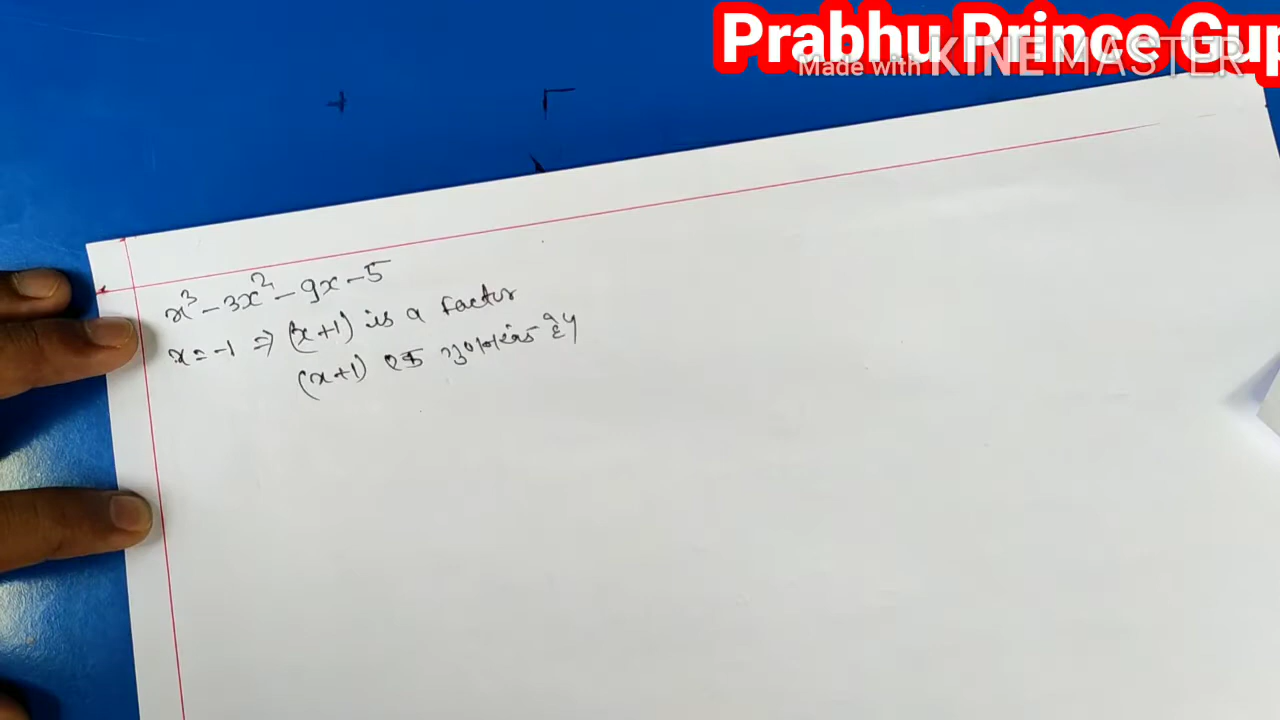 Prabhu Prince Gup
Made with KINEMASTER
x³ – 3x² – 9x – 5
x = -1 ⇒ (x+1) is a factor
(x+1) एक गुणनखंड है